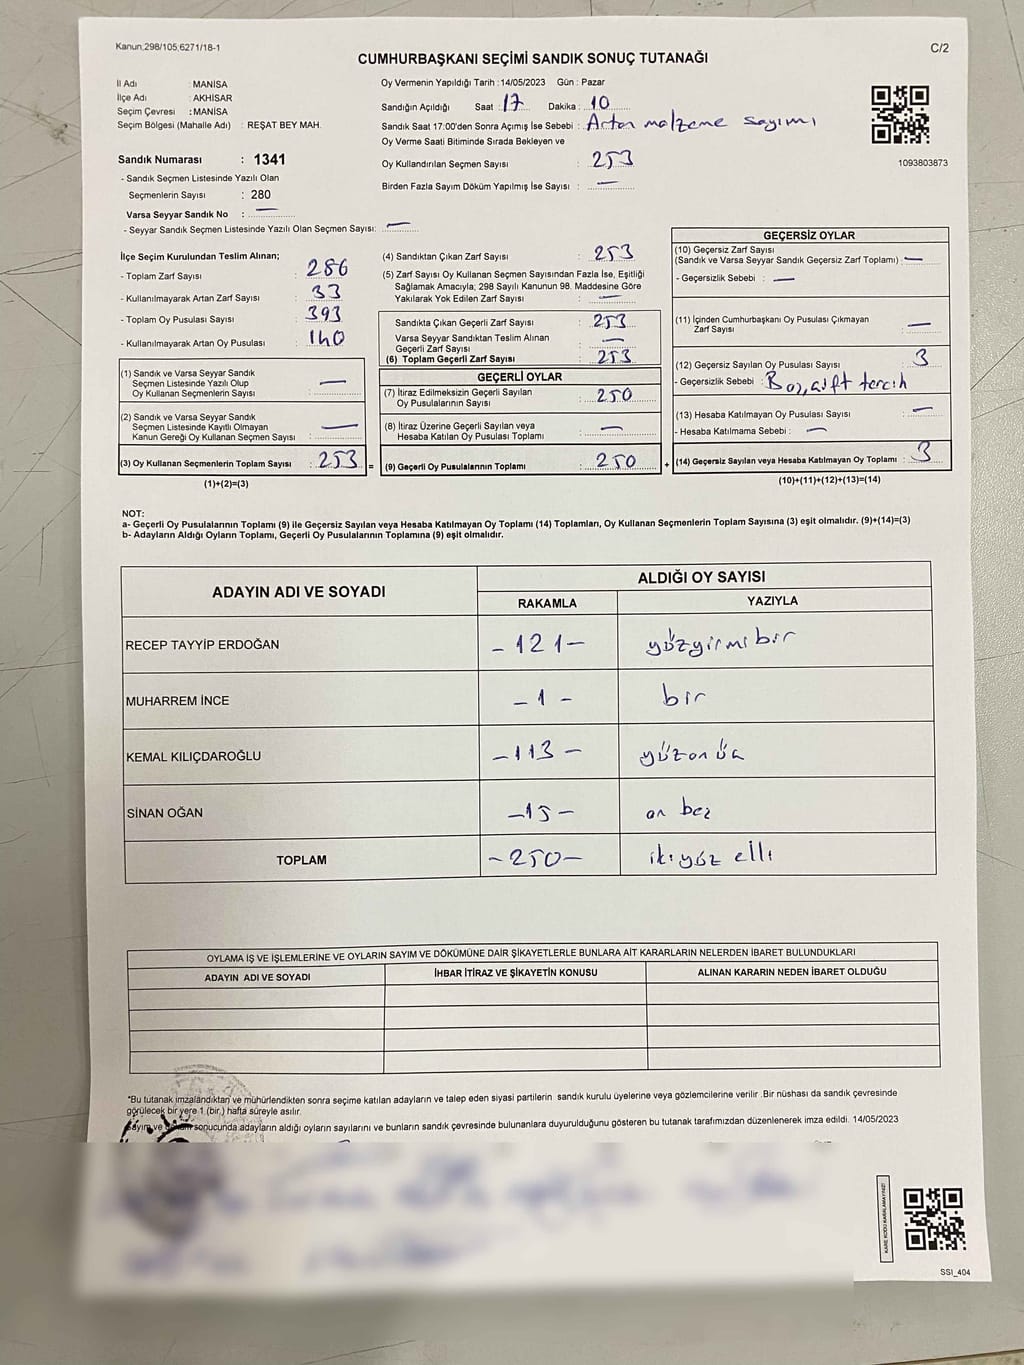 Kanun,298/105;6271/18-1
C/2
CUMHURBAŞKANI SEÇİMİ SANDIK SONUÇ TUTANAĞI
İl Adı : MANİSA
İlçe Adı : AKHİSAR
Seçim Çevresi : MANİSA
Seçim Bölgesi (Mahalle Adı) : REŞAT BEY MAH.
Sandık Numarası : 1341
- Sandık Seçmen Listesinde Yazılı Olan
Seçmenlerin Sayısı : 280
Varsa Seyyar Sandık No : —
- Seyyar Sandık Seçmen Listesinde Yazılı Olan Seçmen Sayısı: —
Oy Vermenin Yapıldığı Tarih : 14/05/2023 Gün : Pazar
Sandığın Açıldığı Saat : 17 Dakika : 10
Sandık Saat 17:00'den Sonra Açımış İse Sebebi : Artan malzeme sayımı
Oy Verme Saati Bitiminde Sırada Bekleyen ve
Oy Kullandırılan Seçmen Sayısı : 253
Birden Fazla Sayım Döküm Yapılmış İse Sayısı : —
1093803873
İlçe Seçim Kurulundan Teslim Alınan;
- Toplam Zarf Sayısı : 286
- Kullanılmayarak Artan Zarf Sayısı : 33
- Toplam Oy Pusulası Sayısı : 393
- Kullanılmayarak Artan Oy Pusulası : 140
(1) Sandık ve Varsa Seyyar Sandık
Seçmen Listesinde Yazılı Olup
Oy Kullanan Seçmenlerin Sayısı : —
(2) Sandık ve Varsa Seyyar Sandık
Seçmen Listesinde Kayıtlı Olmayan
Kanun Gereği Oy Kullanan Seçmen Sayısı : —
(3) Oy Kullanan Seçmenlerin Toplam Sayısı : 253 =
(1)+(2)=(3)
(4) Sandıktan Çıkan Zarf Sayısı : 253
(5) Zarf Sayısı Oy Kullanan Seçmen Sayısından Fazla İse, Eşitliği
Sağlamak Amacıyla; 298 Sayılı Kanunun 98. Maddesine Göre
Yakılarak Yok Edilen Zarf Sayısı : —
Sandıkta Çıkan Geçerli Zarf Sayısı : 253
Varsa Seyyar Sandıktan Teslim Alınan
Geçerli Zarf Sayısı : —
(6) Toplam Geçerli Zarf Sayısı : 253
GEÇERLİ OYLAR
(7) İtiraz Edilmeksizin Geçerli Sayılan
Oy Pusulalarının Sayısı : 250
(8) İtiraz Üzerine Geçerli Sayılan veya
Hesaba Katılan Oy Pusulası Toplamı : —
(9) Geçerli Oy Pusulalarının Toplamı : 250 +
GEÇERSİZ OYLAR
(10) Geçersiz Zarf Sayısı
(Sandık ve Varsa Seyyar Sandık Geçersiz Zarf Toplamı) : —
- Geçersizlik Sebebi : —
(11) İçinden Cumhurbaşkanı Oy Pusulası Çıkmayan
Zarf Sayısı : —
(12) Geçersiz Sayılan Oy Pusulası Sayısı : 3
- Geçersizlik Sebebi : Boş, çift tercih
(13) Hesaba Katılmayan Oy Pusulası Sayısı : —
- Hesaba Katılmama Sebebi : —
(14) Geçersiz Sayılan veya Hesaba Katılmayan Oy Toplamı : 3
(10)+(11)+(12)+(13)=(14)
NOT:
a- Geçerli Oy Pusulalarının Toplamı (9) ile Geçersiz Sayılan veya Hesaba Katılmayan Oy Toplamı (14) Toplamları, Oy Kullanan Seçmenlerin Toplam Sayısına (3) eşit olmalıdır. (9)+(14)=(3)
b- Adayların Aldığı Oyların Toplamı, Geçerli Oy Pusulalarının Toplamına (9) eşit olmalıdır.
ADAYIN ADI VE SOYADI ALDIĞI OY SAYISI
RAKAMLA YAZIYLA
RECEP TAYYİP ERDOĞAN - 121 - yüzyirmibir
MUHARREM İNCE - 1 - bir
KEMAL KILIÇDAROĞLU - 113 - yüzonüç
SİNAN OĞAN - 15 - on beş
TOPLAM - 250 - ikiyüz elli
OYLAMA İŞ VE İŞLEMLERİNE VE OYLARIN SAYIM VE DÖKÜMÜNE DAİR ŞİKAYETLERLE BUNLARA AİT KARARLARIN NELERDEN İBARET BULUNDUKLARI
ADAYIN ADI VE SOYADI İHBAR İTİRAZ VE ŞİKAYETİN KONUSU ALINAN KARARIN NEDEN İBARET OLDUĞU
*Bu tutanak imzalandıktan ve mühürlendikten sonra seçime katılan adayların ve talep eden siyasi partilerin sandık kurulu üyelerine veya gözlemcilerine verilir .Bir nüshası da sandık çevresinde
görülecek bir yere 1 (bir ) hafta süreyle asılır.
Sayım ve döküm sonucunda adayların aldığı oyların sayılarını ve bunların sandık çevresinde bulunanlara duyurulduğunu gösteren bu tutanak tarafımızdan düzenlenerek imza edildi. 14/05/2023
KARE KODU KARALAMAYINIZ!
SSI_404